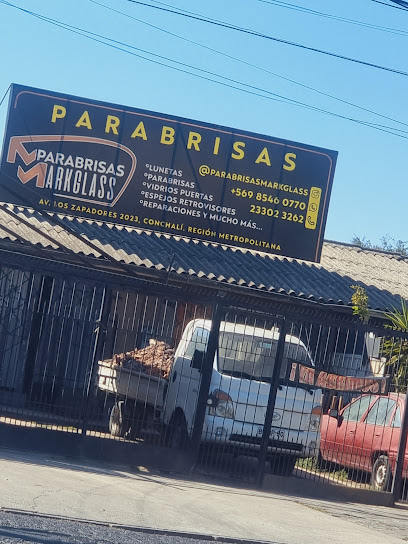 PARABRISAS
PARABRISAS
MARKGLASS
°LUNETAS
°PARABRISAS
°VIDRIOS PUERTAS
°ESPEJOS RETROVISORES
°REPARACIONES Y MUCHO MÁS...
@PARABRISASMARKGLASS
+569 8546 0770
23302 3262
AV. LOS ZAPADORES 2023, CONCHALÍ, REGIÓN METROPOLITANA